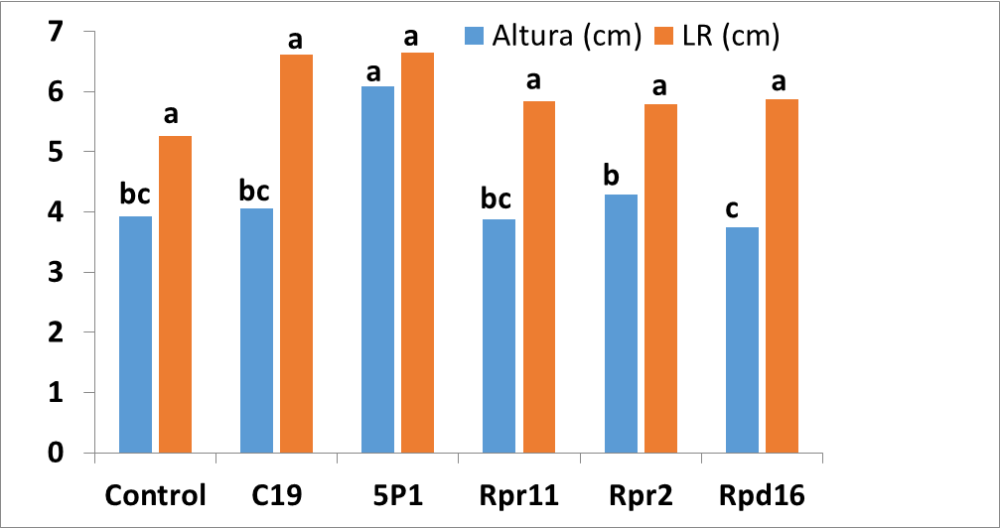 7
6
5
4
3
2
1
0
Altura (cm) LR (cm)
bc a
bc a
a a
bc a
b a
c a
Control C19 5P1 Rpr11 Rpr2 Rpd16